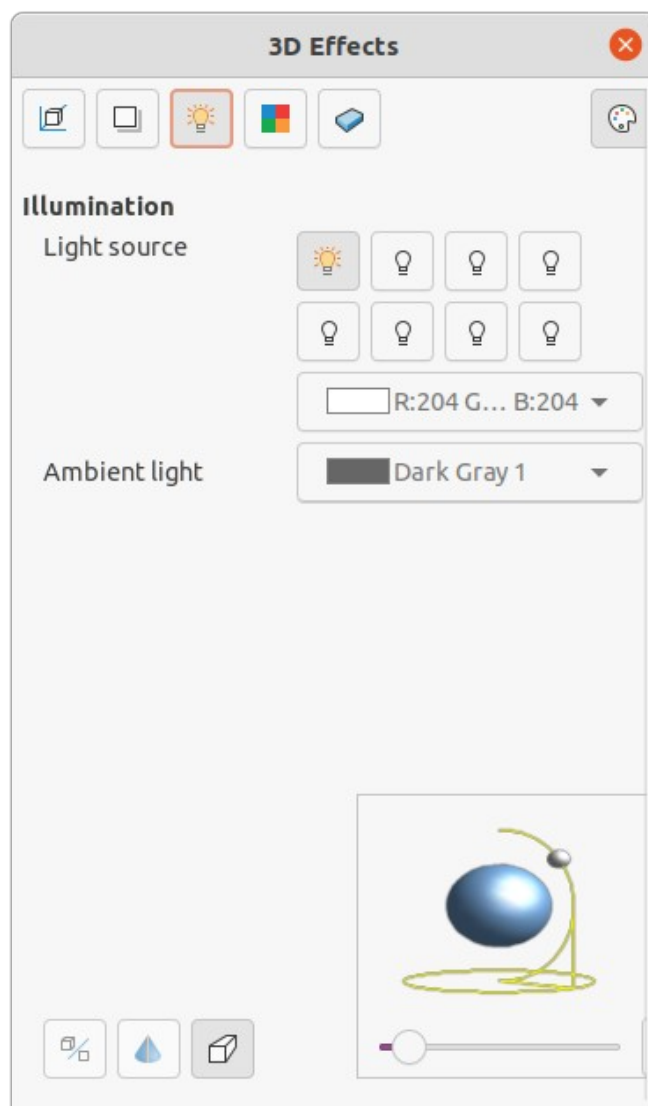 3D Effects
Illumination
Light source
R:204 G... B:204
Ambient light
Dark Gray 1